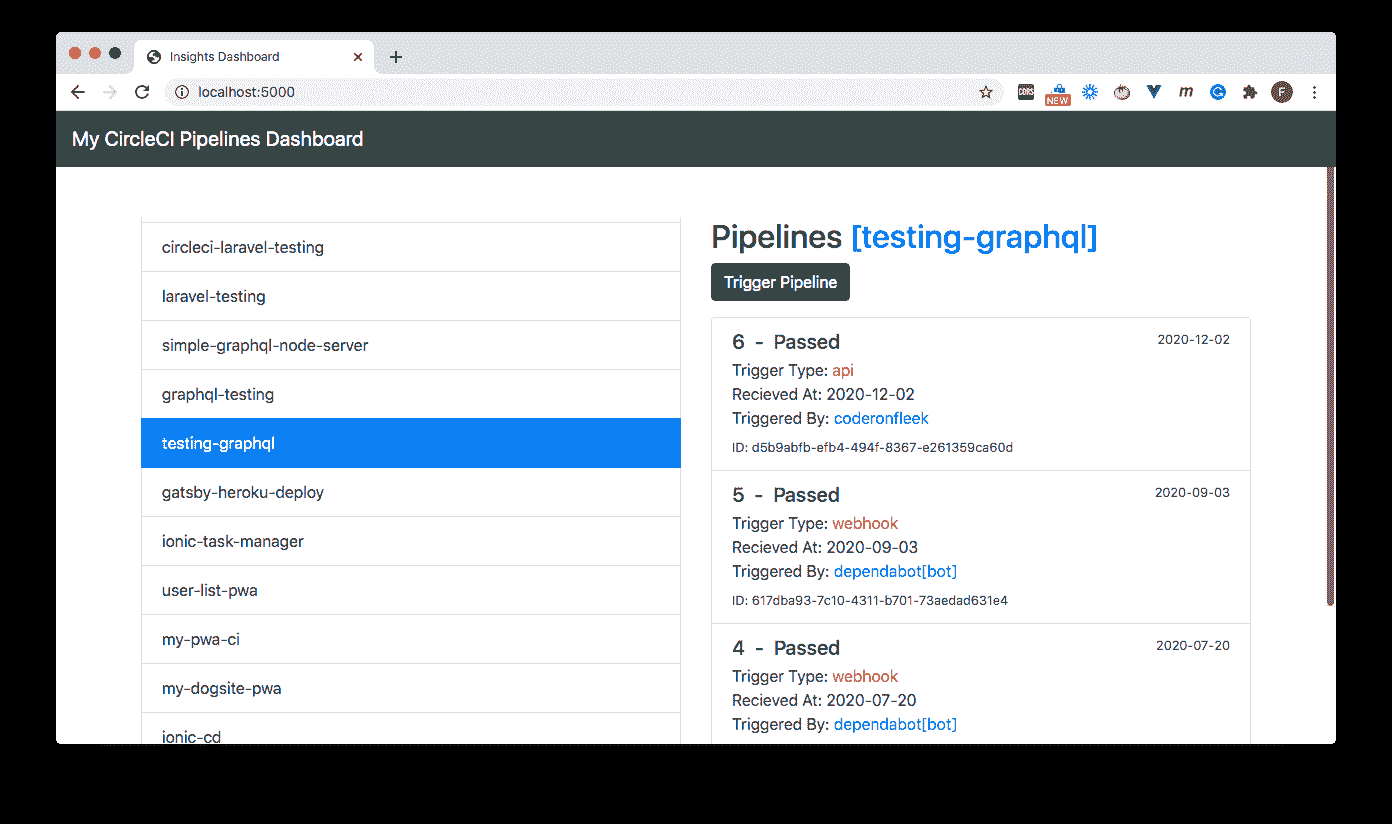 Insights Dashboard
localhost:5000
CORS
NEW
m
F
My CircleCI Pipelines Dashboard
circleci-laravel-testing
laravel-testing
simple-graphql-node-server
graphql-testing
testing-graphql
gatsby-heroku-deploy
ionic-task-manager
user-list-pwa
my-pwa-ci
my-dogsite-pwa
ionic-cd
Pipelines [testing-graphql]
Trigger Pipeline
6 - Passed 2020-12-02
Trigger Type: api
Recieved At: 2020-12-02
Triggered By: coderonfleek
ID: d5b9abfb-efb4-494f-8367-e261359ca60d
5 - Passed 2020-09-03
Trigger Type: webhook
Recieved At: 2020-09-03
Triggered By: dependabot[bot]
ID: 617dba93-7c10-4311-b701-73aedad631e4
4 - Passed 2020-07-20
Trigger Type: webhook
Recieved At: 2020-07-20
Triggered By: dependabot[bot]